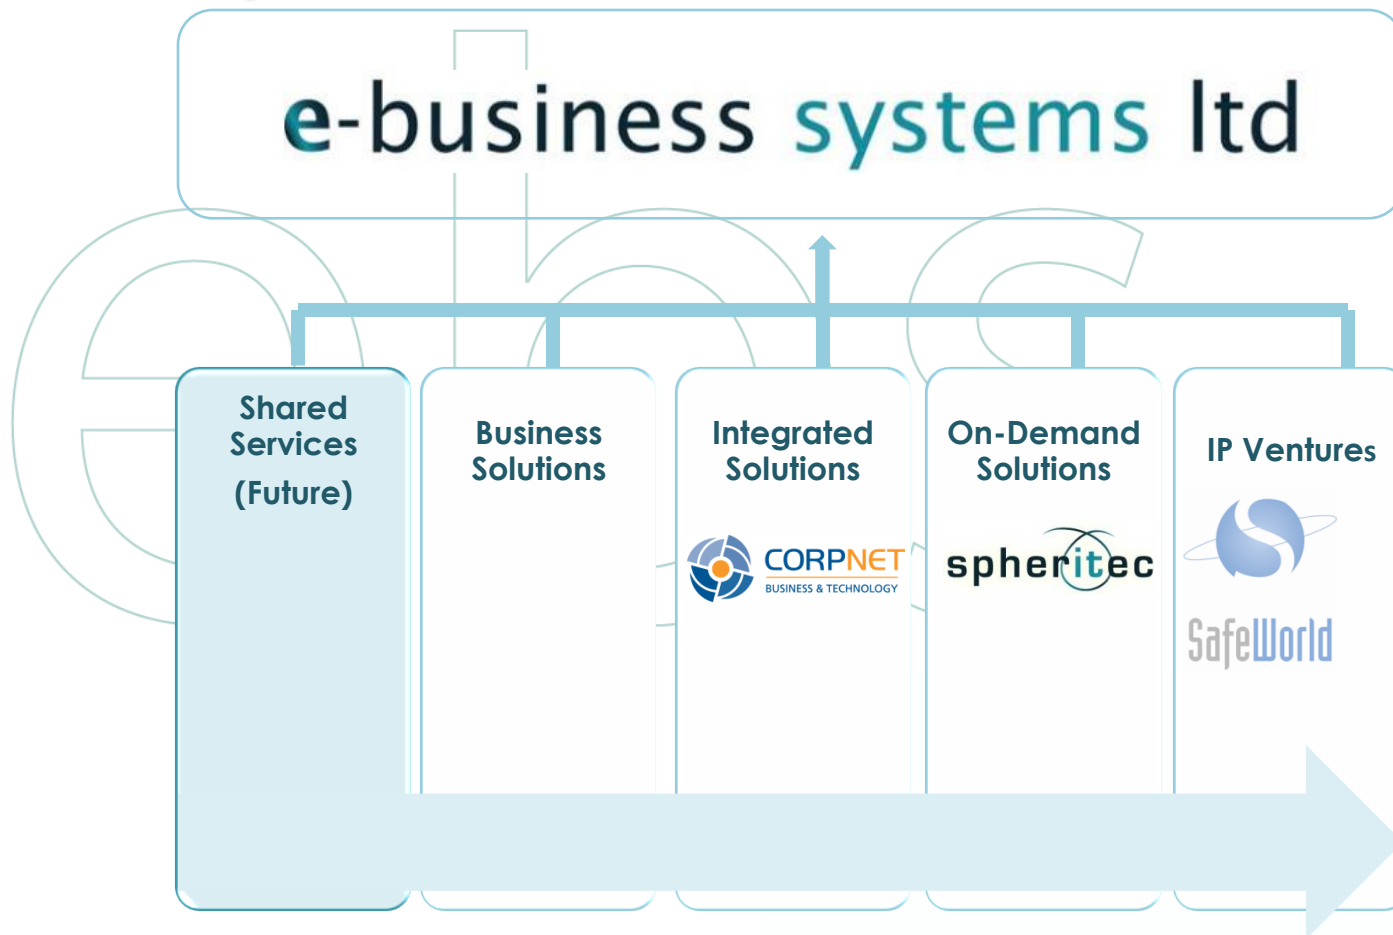 e-business systems ltd
ebs
Shared
Services
(Future)
Business
Solutions
Integrated
Solutions
CORPNET
BUSINESS & TECHNOLOGY
On-Demand
Solutions
spheritec
IP Ventures
SafeWorld